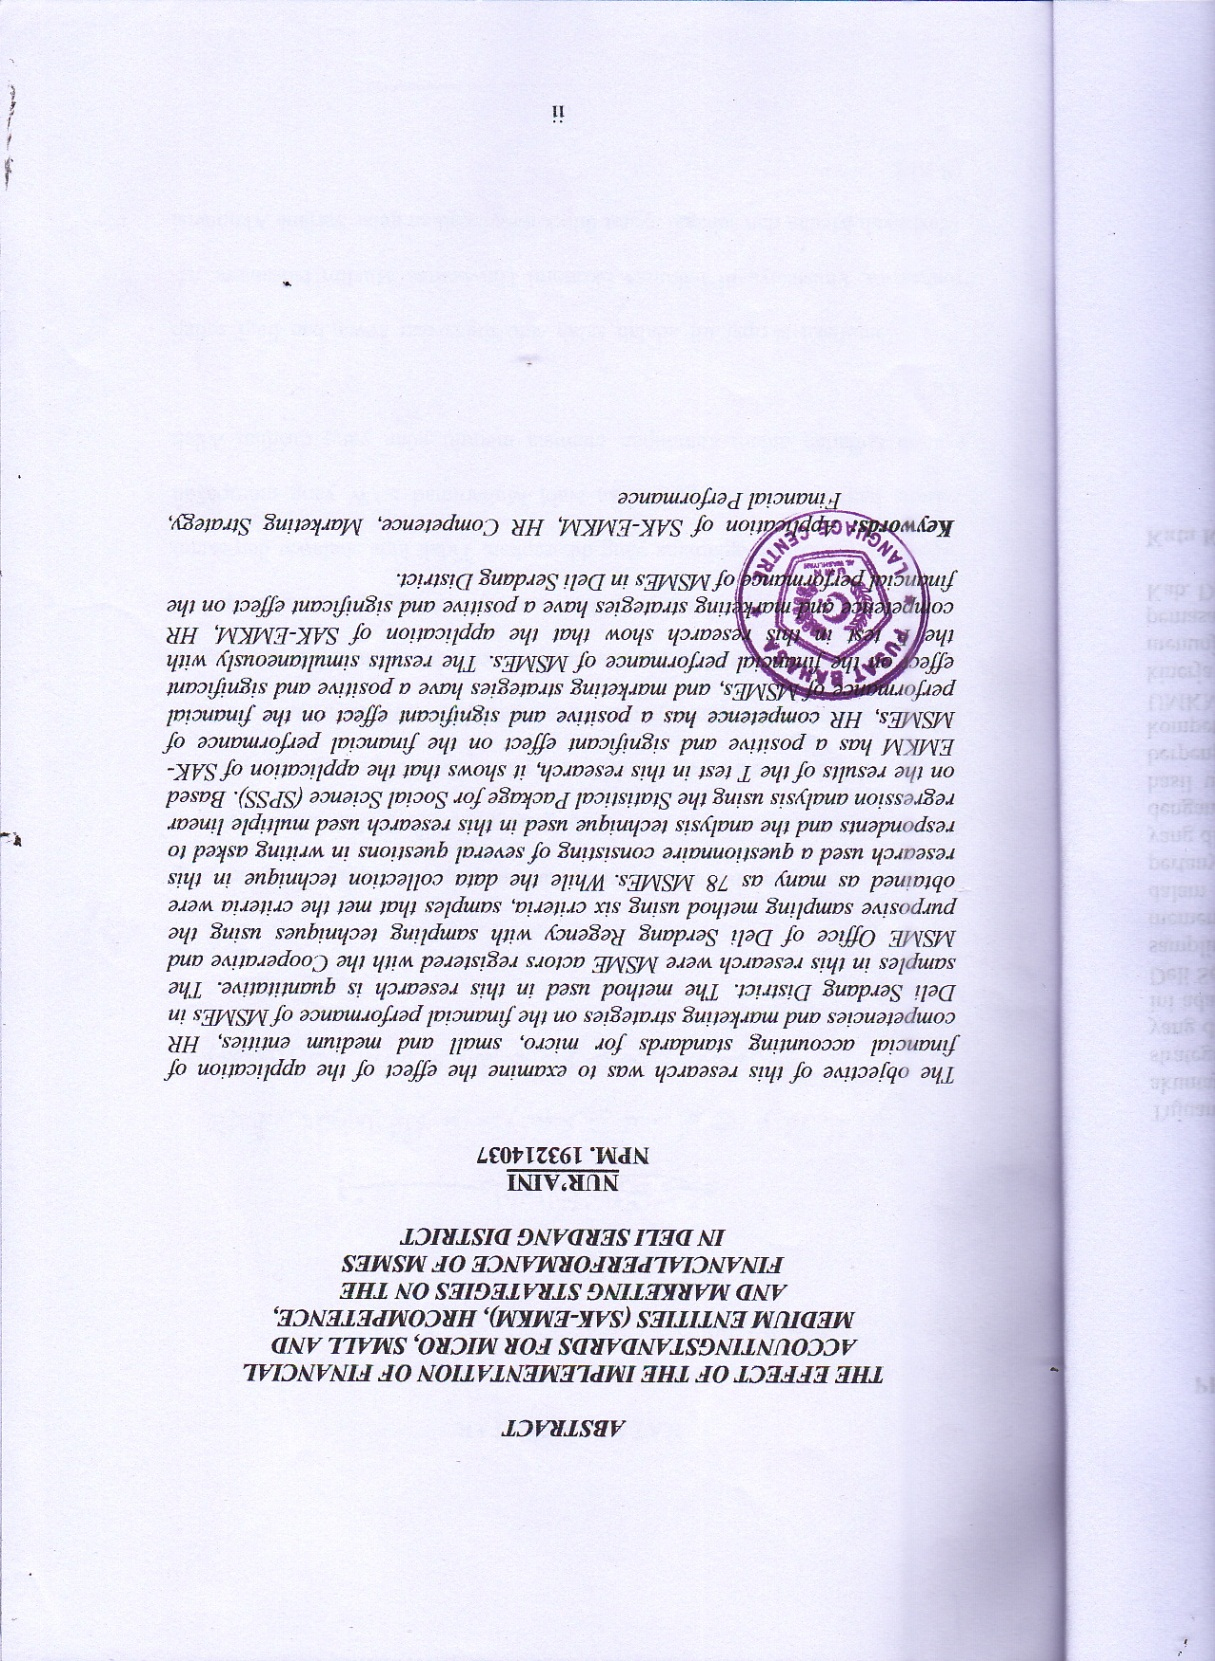 ABSTRACT
THE EFFECT OF THE IMPLEMENTATION OF FINANCIAL
ACCOUNTINGSTANDARDS FOR MICRO, SMALL AND
MEDIUM ENTITIES (SAK-EMKM), HRCOMPETENCE,
AND MARKETING STRATEGIES ON THE
FINANCIALPERFORMANCE OF MSMES
IN DELI SERDANG DISTRICT
NUR'AINI
NPM. 193214037
The objective of this research was to examine the effect of the application of
financial accounting standards for micro, small and medium entities, HR
competencies and marketing strategies on the financial performance of MSMEs in
Deli Serdang District. The method used in this research is quantitative. The
samples in this research were MSME actors registered with the Cooperative and
MSME Office of Deli Serdang Regency with sampling techniques using the
purposive sampling method using six criteria, samples that met the criteria were
obtained as many as 78 MSMEs. While the data collection technique in this
research used a questionnaire consisting of several questions in writing asked to
respondents and the analysis technique used in this research used multiple linear
regression analysis using the Statistical Package for Social Science (SPSS). Based
on the results of the T test in this research, it shows that the application of SAK-
EMKM has a positive and significant effect on the financial performance of
MSMEs, HR competence has a positive and significant effect on the financial
performance of MSMEs, and marketing strategies have a positive and significant
effect on the financial performance of MSMEs. The results simultaneously with
the test in this research show that the application of SAK-EMKM, HR
competence and marketing strategies have a positive and significant effect on the
financial performance of MSMEs in Deli Serdang District.
Keywords: Application of SAK-EMKM, HR Competence, Marketing Strategy,
Financial Performance
PUSAT BAHASA
LANGUAGE CENTRE
UMN
AL WASHLIYAH
ii